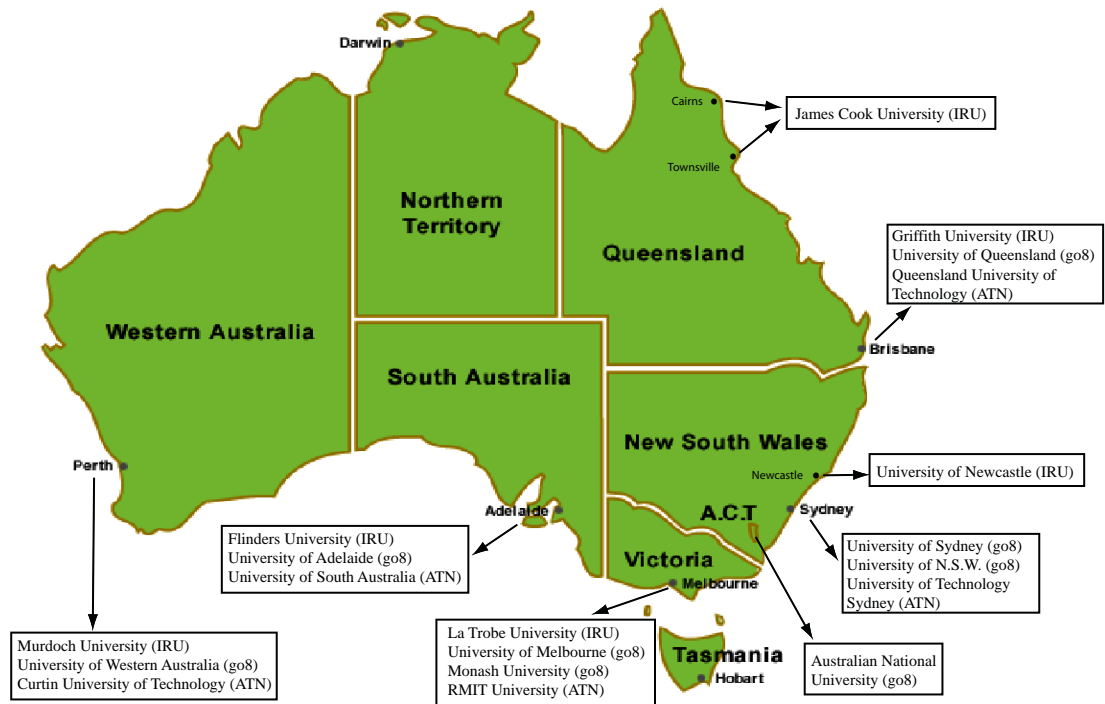 Darwin
Cairns
James Cook University (IRU)
Townsville
Northern
Territory
Queensland
Griffith University (IRU)
University of Queensland (go8)
Queensland University of
Technology (ATN)
Western Australia
Brisbane
South Australia
New South Wales
Perth
Newcastle
University of Newcastle (IRU)
Adelaide
A.C.T
Sydney
Flinders University (IRU)
University of Adelaide (go8)
University of South Australia (ATN)
Victoria
Melbourne
University of Sydney (go8)
University of N.S.W. (go8)
University of Technology
Sydney (ATN)
Murdoch University (IRU)
University of Western Australia (go8)
Curtin University of Technology (ATN)
La Trobe University (IRU)
University of Melbourne (go8)
Monash University (go8)
RMIT University (ATN)
Tasmania
Hobart
Australian National
University (go8)